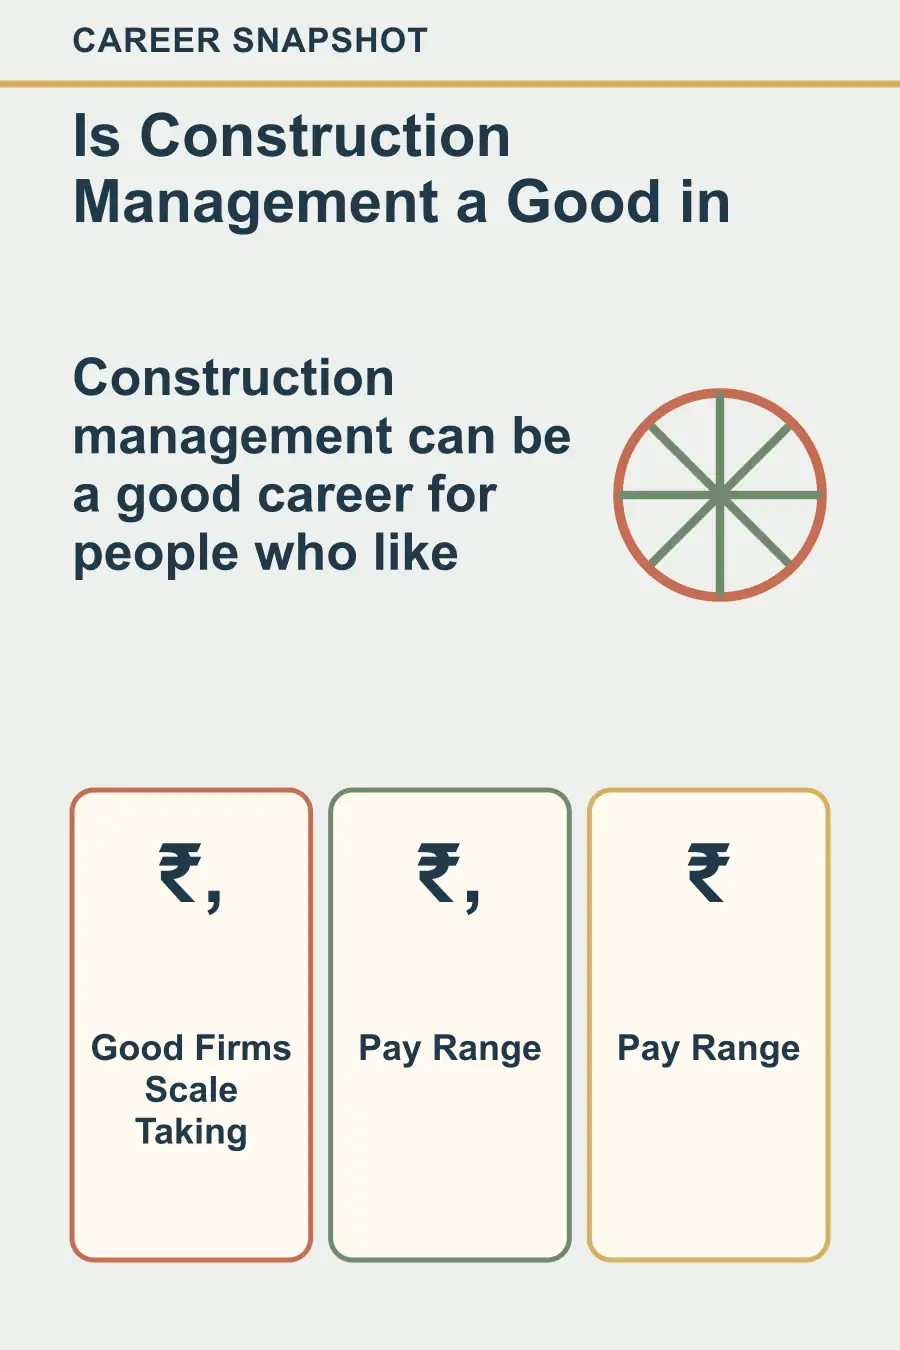 CAREER SNAPSHOT
Is Construction
Management a Good in
Construction
management can be
a good career for
people who like
₹,
Good Firms
Scale
Taking
₹,
Pay Range
₹
Pay Range